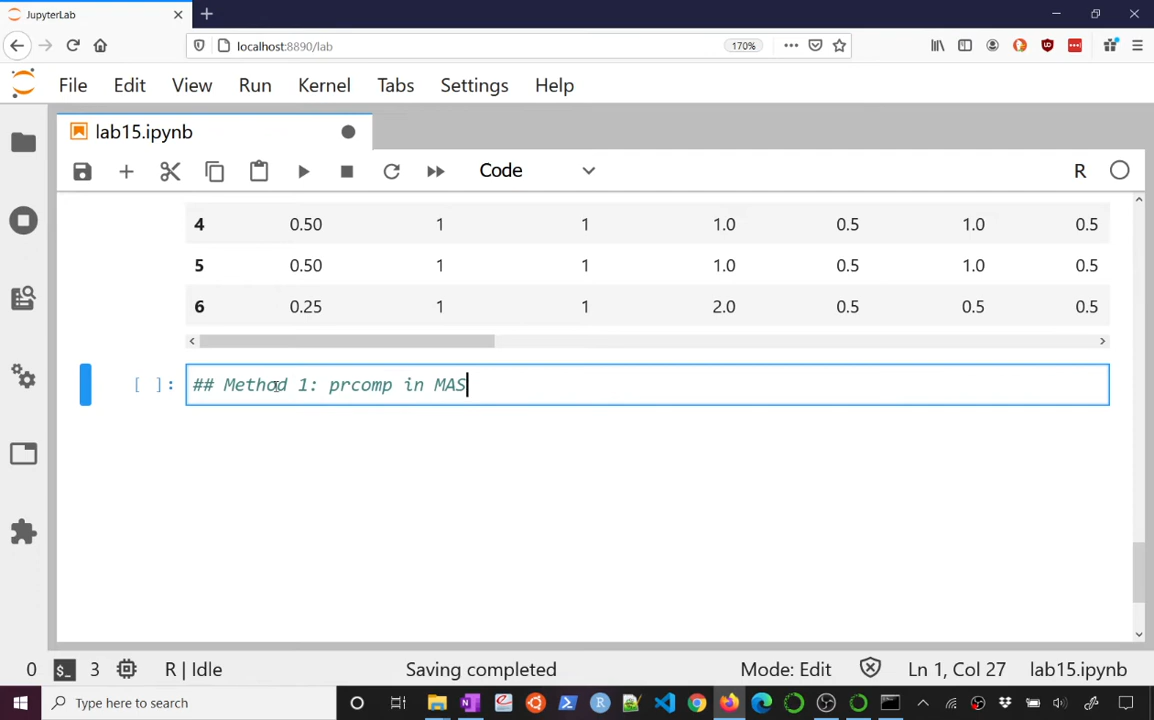 JupyterLab
localhost:8890/lab
170%
File Edit View Run Kernel Tabs Settings Help
lab15.ipynb
Code
R
4 0.50 1 1 1.0 0.5 1.0 0.5
5 0.50 1 1 1.0 0.5 1.0 0.5
6 0.25 1 1 2.0 0.5 0.5 0.5
[ ]: ## Method 1: prcomp in MAS
0 $_ 3 R | Idle Saving completed Mode: Edit Ln 1, Col 27 lab15.ipynb
Type here to search